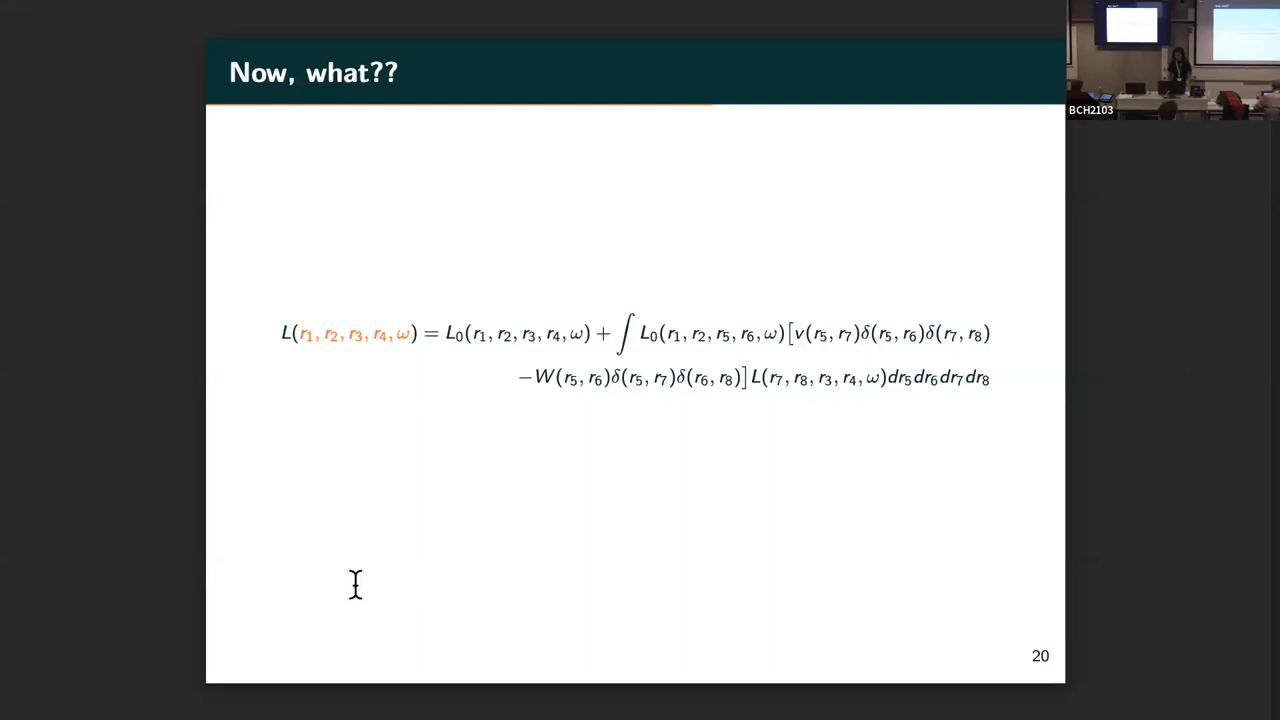 Now, what??
L(r₁, r₂, r₃, r₄, ω) = L₀(r₁, r₂, r₃, r₄, ω) + ∫ L₀(r₁, r₂, r₅, r₆, ω)[v(r₅, r₇)δ(r₅, r₆)δ(r₇, r₈)
−W(r₅, r₆)δ(r₅, r₇)δ(r₆, r₈)]L(r₇, r₈, r₃, r₄, ω)dr₅dr₆dr₇dr₈
20
BCH2103